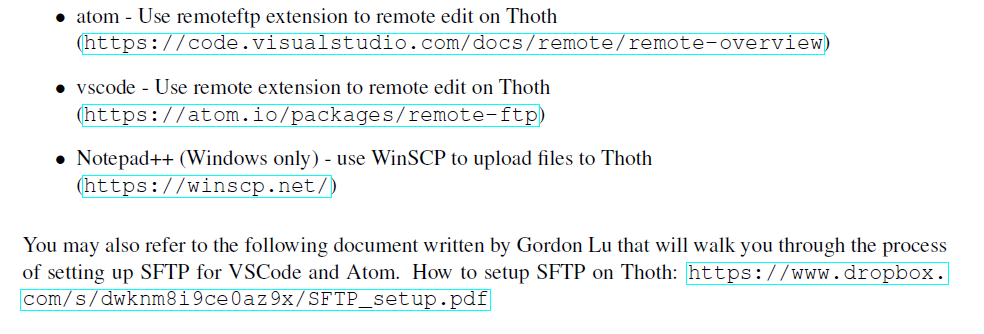 • atom - Use remoteftp extension to remote edit on Thoth
(https://code.visualstudio.com/docs/remote/remote-overview)
• vscode - Use remote extension to remote edit on Thoth
(https://atom.io/packages/remote-ftp)
• Notepad++ (Windows only) - use WinSCP to upload files to Thoth
(https://winscp.net/)
You may also refer to the following document written by Gordon Lu that will walk you through the process
of setting up SFTP for VSCode and Atom. How to setup SFTP on Thoth: https://www.dropbox.
com/s/dwknm8i9ce0az9x/SFTP_setup.pdf